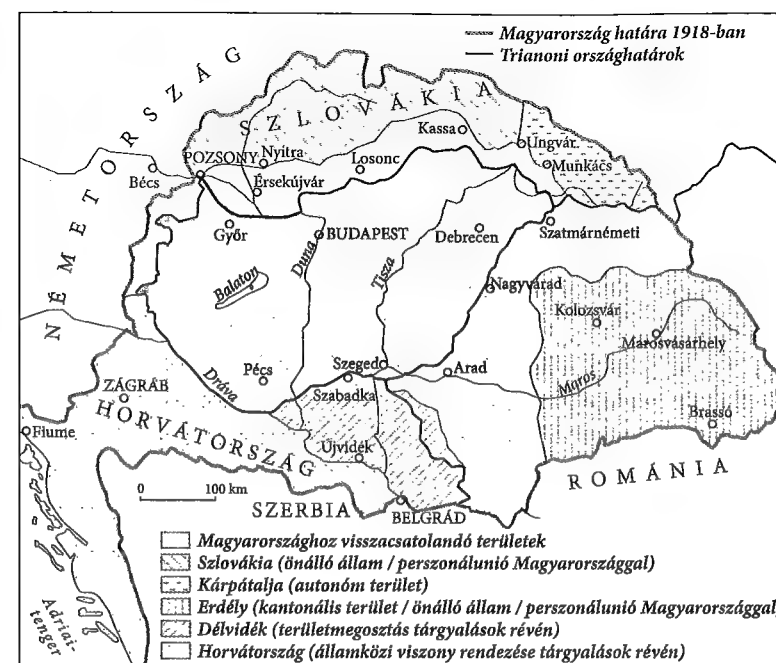 Magyarország határa 1918-ban
Trianoni országhatárok
NÉMETORSZÁG
SZLOVÁKIA
Kassa
Ungvár
Munkács
POZSONY
Nyitra
Losonc
Bécs
Érsekújvár
Győr
Duna
BUDAPEST
Debrecen
Szatmárnémeti
Tisza
Balaton
Nagyvárad
Kolozsvár
Marosvásárhely
Pécs
Szeged
Arad
Maros
Dráva
ZÁGRÁB
Szabadka
HORVÁTORSZÁG
Brassó
Fiume
Újvidék
ROMÁNIA
0 100 km
SZERBIA
BELGRÁD
Magyarországhoz visszacsatolandó területek
Szlovákia (önálló állam / perszonálunió Magyarországgal)
Kárpátalja (autonóm terület)
Erdély (kantonális terület / önálló állam / perszonálunió Magyarországgal)
Délvidék (területmegosztás tárgyalások révén)
Horvátország (államközi viszony rendezése tárgyalások révén)
Adriai-
tenger